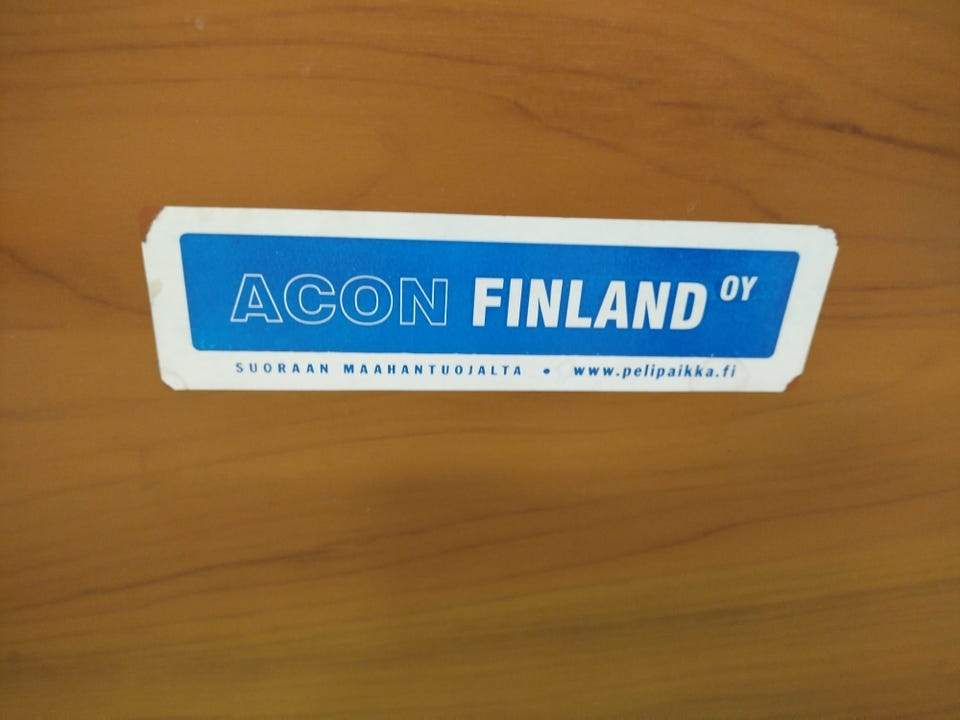 ACON FINLAND OY
SUORAAN MAAHANTUOJALTA • www.pelipaikka.fi